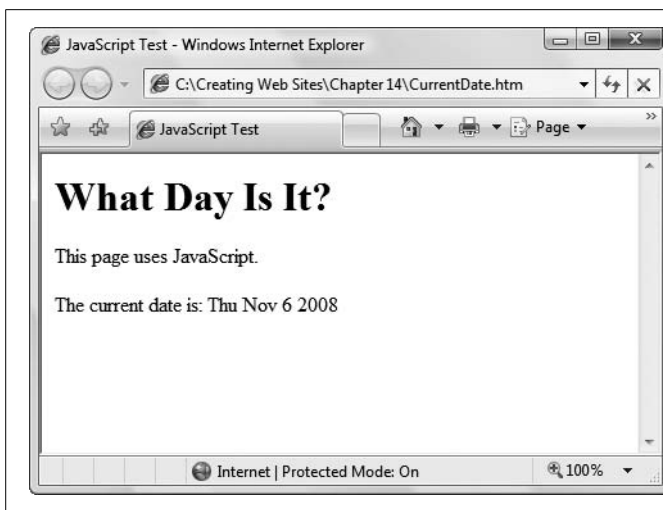 JavaScript Test - Windows Internet Explorer
C:\Creating Web Sites\Chapter 14\CurrentDate.htm
JavaScript Test
Page
What Day Is It?
This page uses JavaScript.
The current date is: Thu Nov 6 2008
Internet | Protected Mode: On
100%